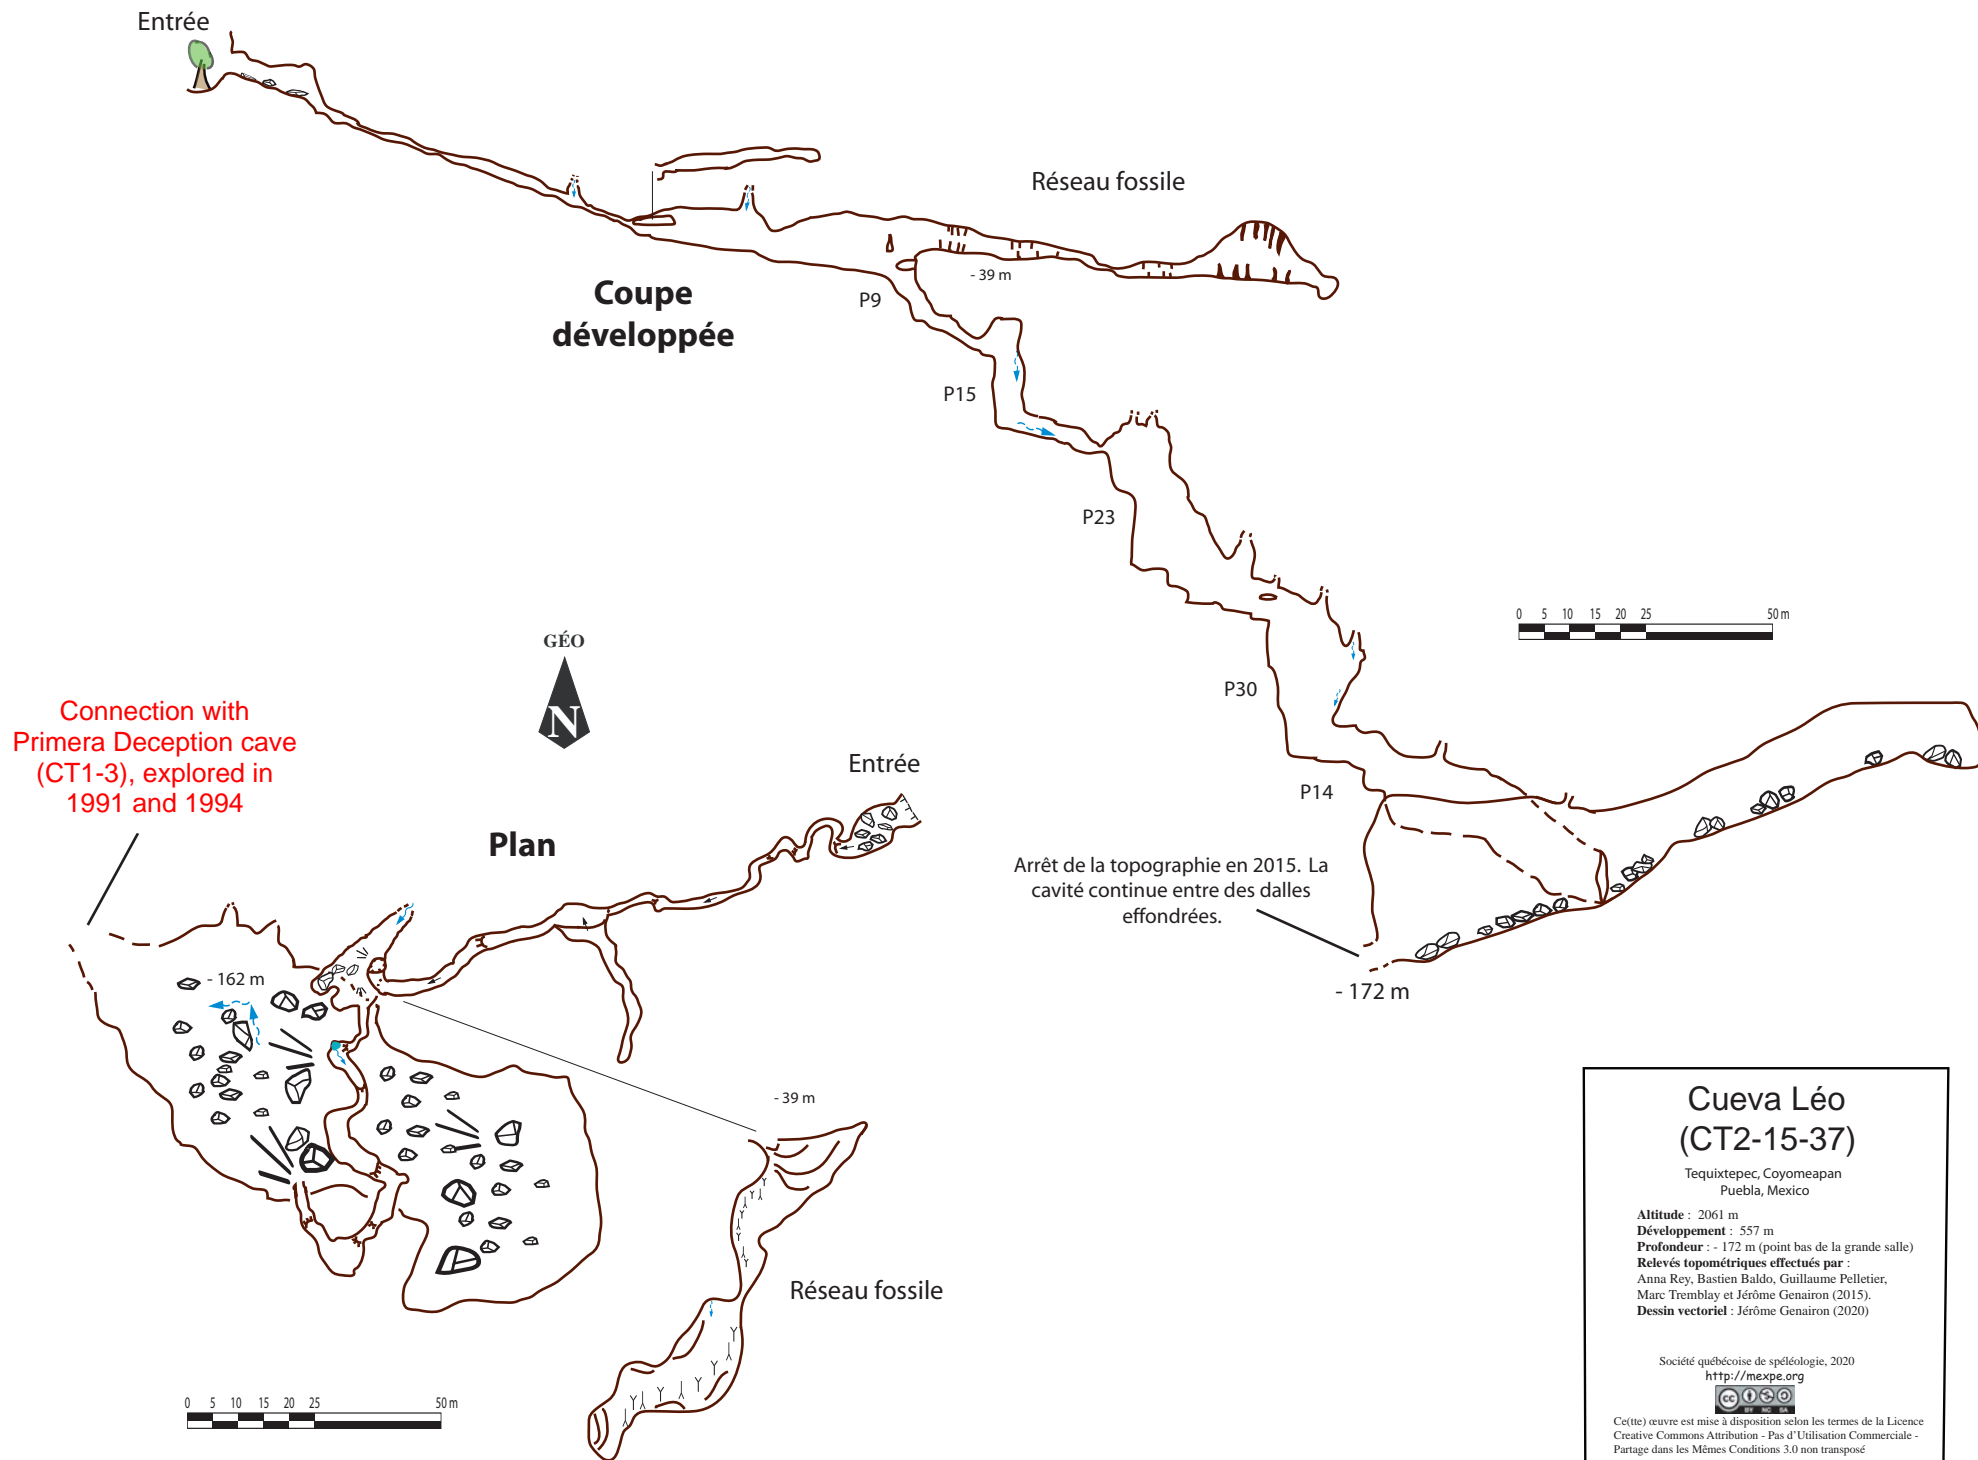 Entrée
Réseau fossile
- 39 m
Coupe
développée
P9
P15
P23
P30
P14
0 5 10 15 20 25 50 m
Arrêt de la topographie en 2015. La
cavité continue entre des dalles
effondrées.
- 172 m
GÉO
N
Connection with
Primera Deception cave
(CT1-3), explored in
1991 and 1994
Plan
Entrée
- 162 m
- 39 m
Réseau fossile
0 5 10 15 20 25 50 m
Cueva Léo
(CT2-15-37)
Tequixtepec, Coyomeapan
Puebla, Mexico
Altitude : 2061 m
Développement : 557 m
Profondeur : - 172 m (point bas de la grande salle)
Relevés topométriques effectués par :
Anna Rey, Bastien Baldo, Guillaume Pelletier,
Marc Tremblay et Jérôme Genairon (2015).
Dessin vectoriel : Jérôme Genairon (2020)
Société québécoise de spéléologie, 2020
http://mexpe.org
cc BY NC SA
Ce(tte) œuvre est mise à disposition selon les termes de la Licence
Creative Commons Attribution - Pas d'Utilisation Commerciale -
Partage dans les Mêmes Conditions 3.0 non transposé